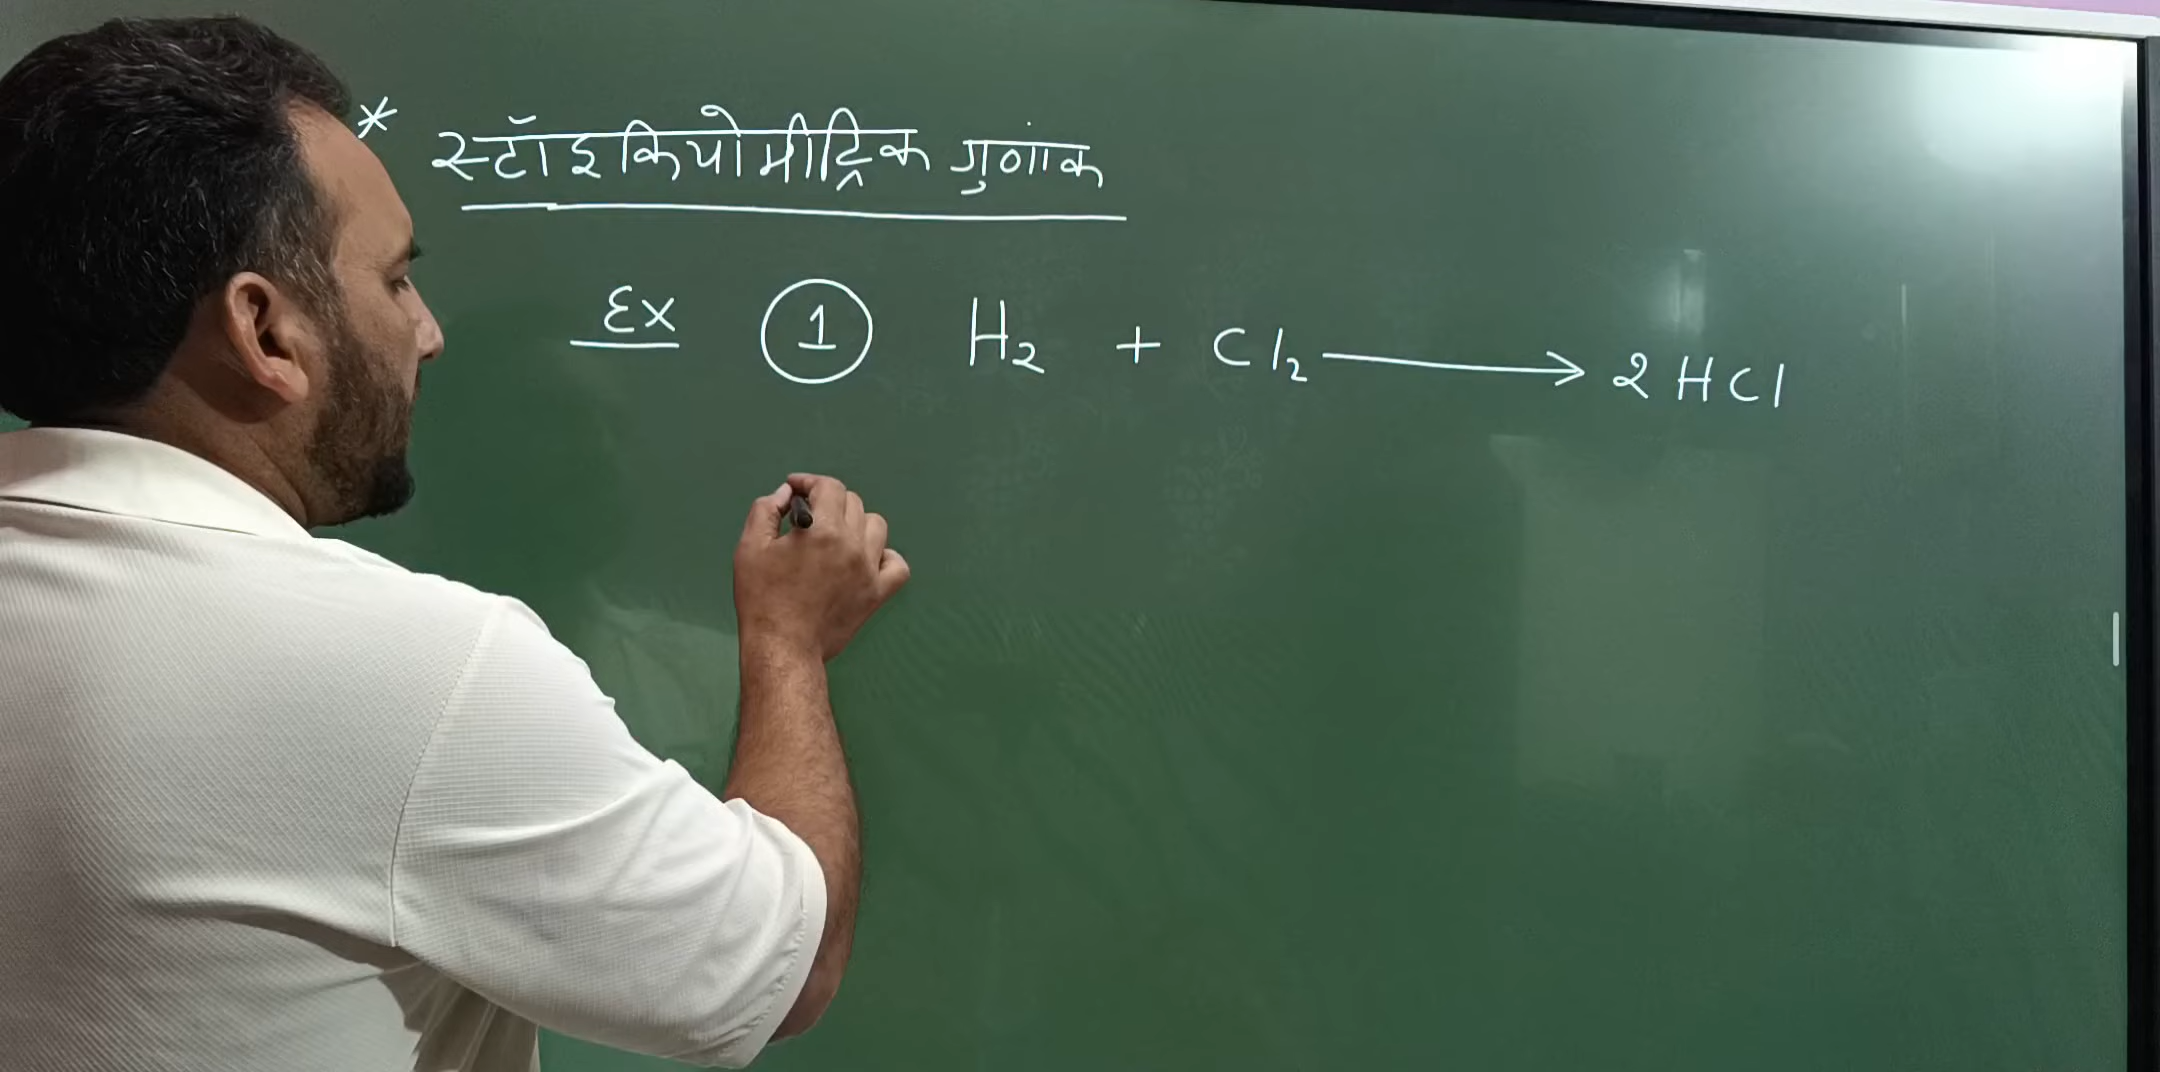 * स्टॉइकियोमीट्रिक गुणांक
Ex ① H₂ + Cl₂ ⟶ 2 HCl